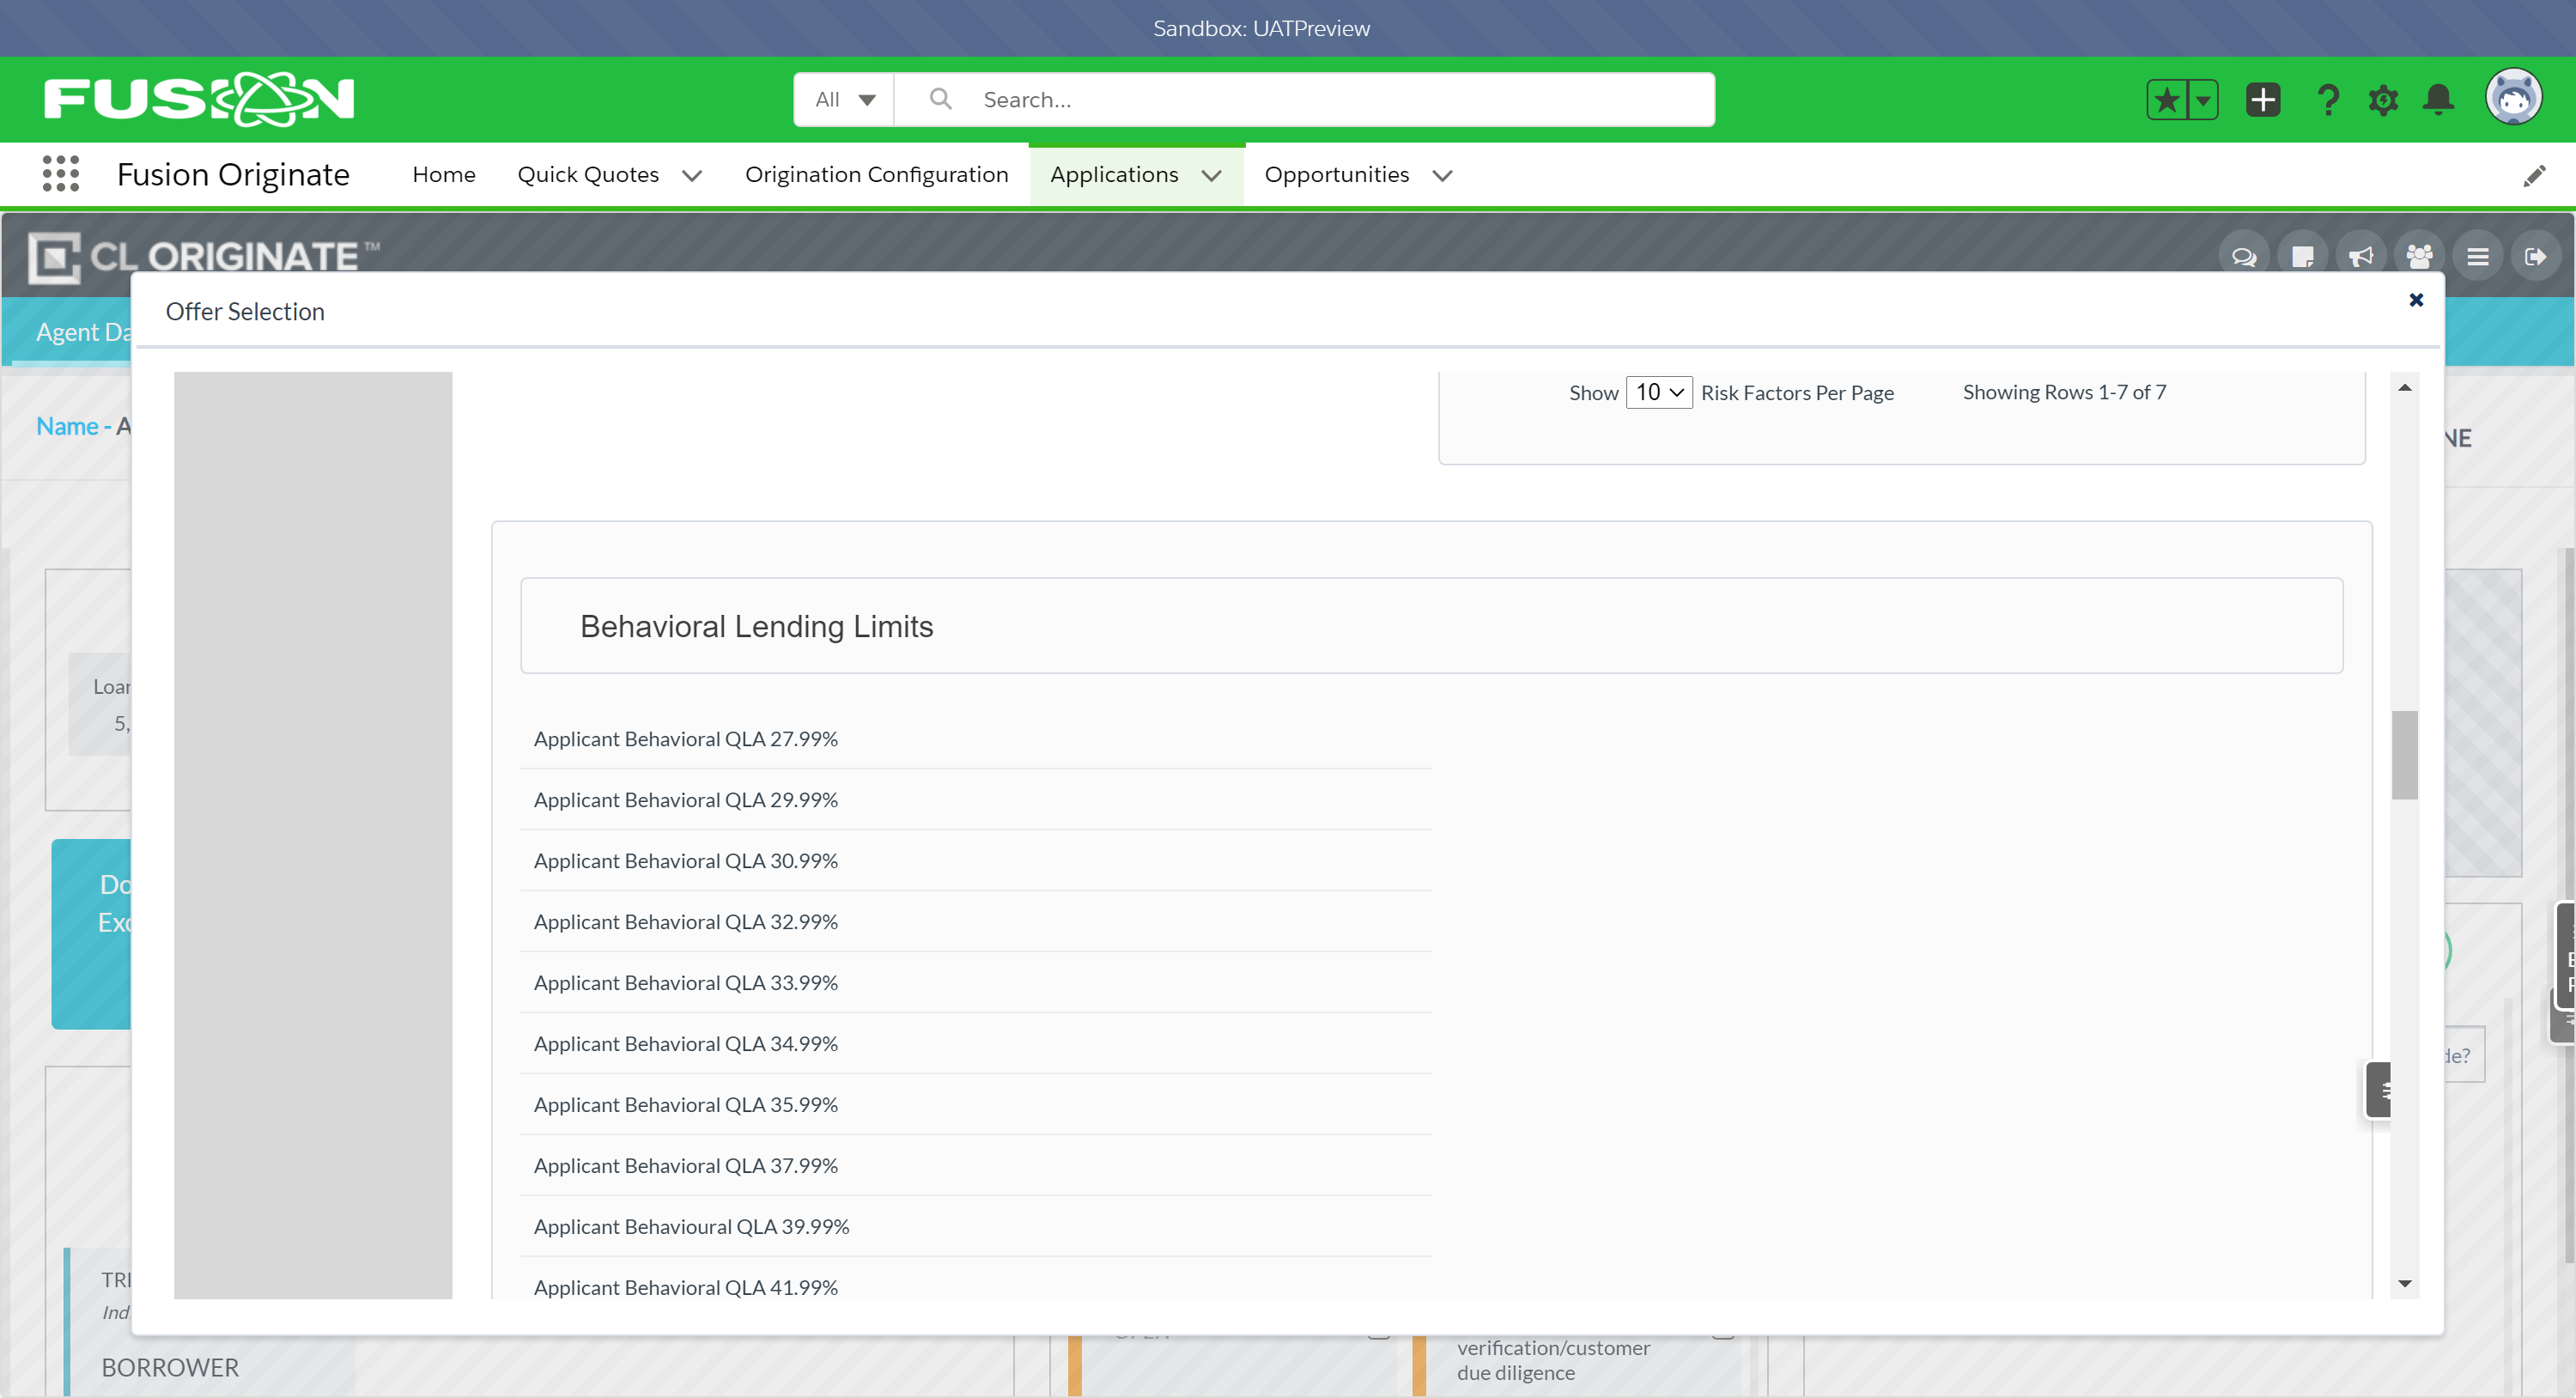 Sandbox: UATPreview
FUSION
All
Search...
Fusion Originate
Home
Quick Quotes
Origination Configuration
Applications
Opportunities
CL ORIGINATE™
Offer Selection
Agent Da
Name - A
NE
Show 10 Risk Factors Per Page
Showing Rows 1-7 of 7
Behavioral Lending Limits
Loan
5,
Applicant Behavioral QLA 27.99%
Applicant Behavioral QLA 29.99%
Applicant Behavioral QLA 30.99%
Applicant Behavioral QLA 32.99%
Applicant Behavioral QLA 33.99%
Applicant Behavioral QLA 34.99%
Applicant Behavioral QLA 35.99%
Applicant Behavioral QLA 37.99%
Applicant Behavioural QLA 39.99%
Applicant Behavioral QLA 41.99%
Do
Exc
de?
TRI
Ind.
BORROWER
verification/customer
due diligence